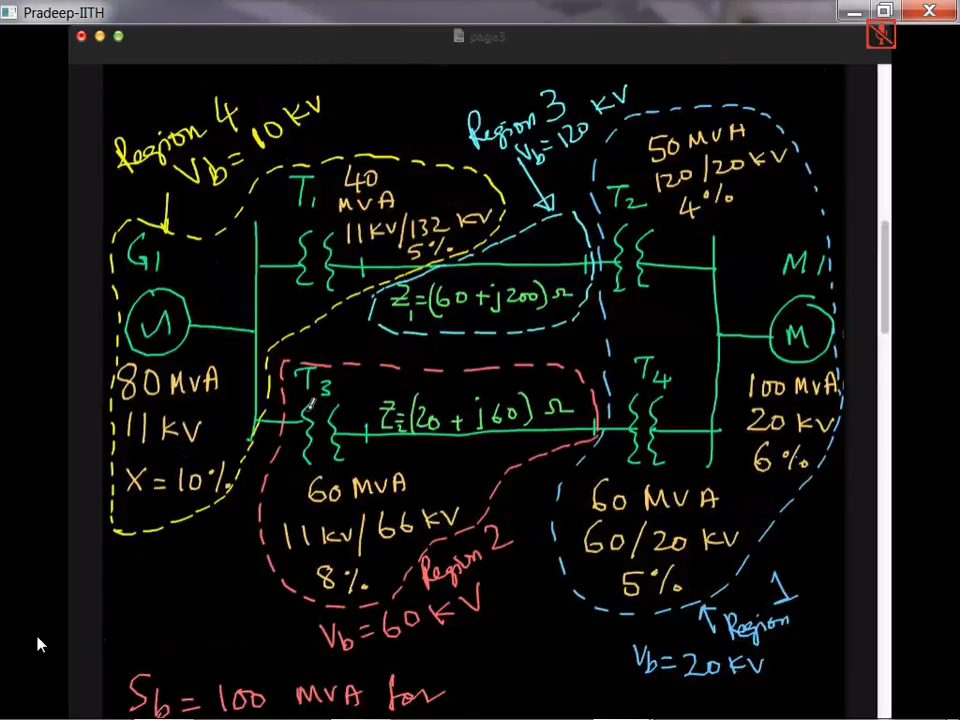 Pradeep-IITH
page3
Region 4
Vb = 10 KV
Region 3
Vb = 120 KV
50 MVA
120/20 KV
4%
T1
40
MVA
11 KV/132 KV
5%
T2
G1
Z1 = (60 + j200) Ω
M1
M
80 MVA
11 KV
X = 10%
T3
Z2 = (20 + j60) Ω
T4
100 MVA
20 KV
6%
60 MVA
11 KV/66 KV
8%
60 MVA
60/20 KV
5%
Region 2
Vb = 60 KV
Region 1
Vb = 20 KV
Sb = 100 MVA for